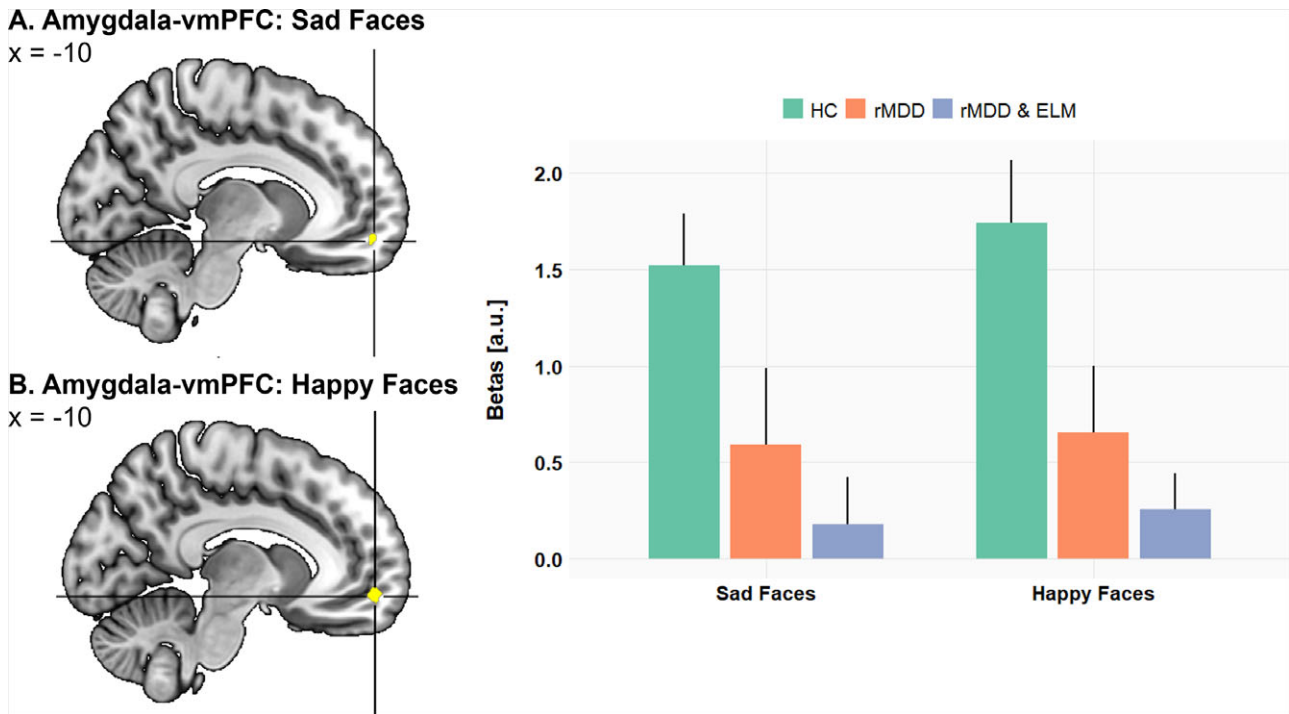 A. Amygdala-vmPFC: Sad Faces
x = -10
B. Amygdala-vmPFC: Happy Faces
x = -10
HC rMDD rMDD & ELM
Betas [a.u.]
2.0
1.5
1.0
0.5
0.0
Sad Faces Happy Faces